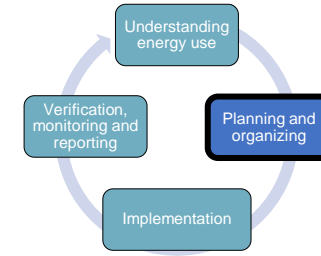 Understanding
energy use
Planning and
organizing
Implementation
Verification,
monitoring and
reporting